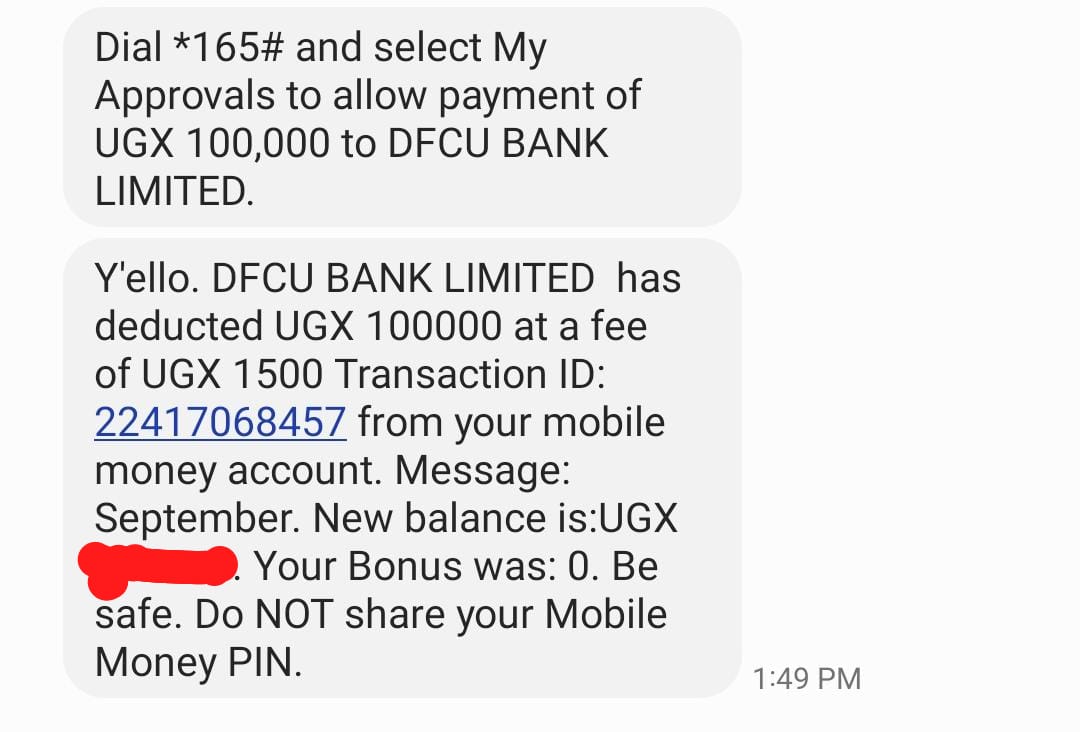 Dial *165# and select My
Approvals to allow payment of
UGX 100,000 to DFCU BANK
LIMITED.
Y'ello. DFCU BANK LIMITED  has
deducted UGX 100000 at a fee
of UGX 1500 Transaction ID:
22417068457 from your mobile
money account. Message:
September. New balance is:UGX
. Your Bonus was: 0. Be
safe. Do NOT share your Mobile
Money PIN.
1:49 PM